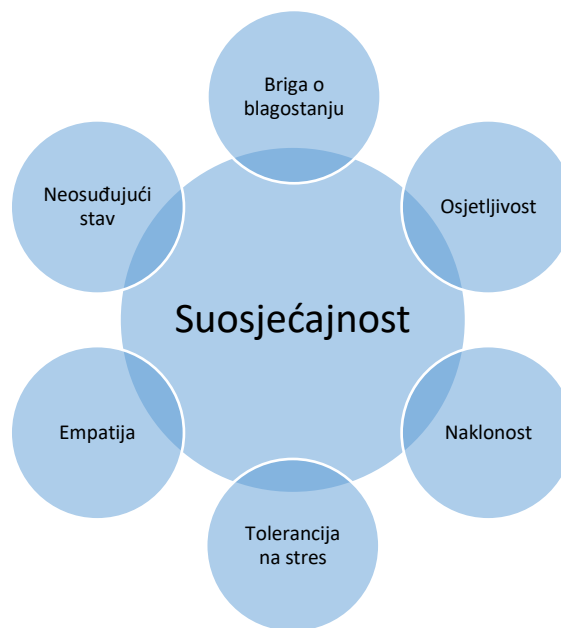 Briga o
blagostanju
Neosuđujući
stav
Osjetljivost
Suosjećajnost
Empatija
Naklonost
Tolerancija
na stres